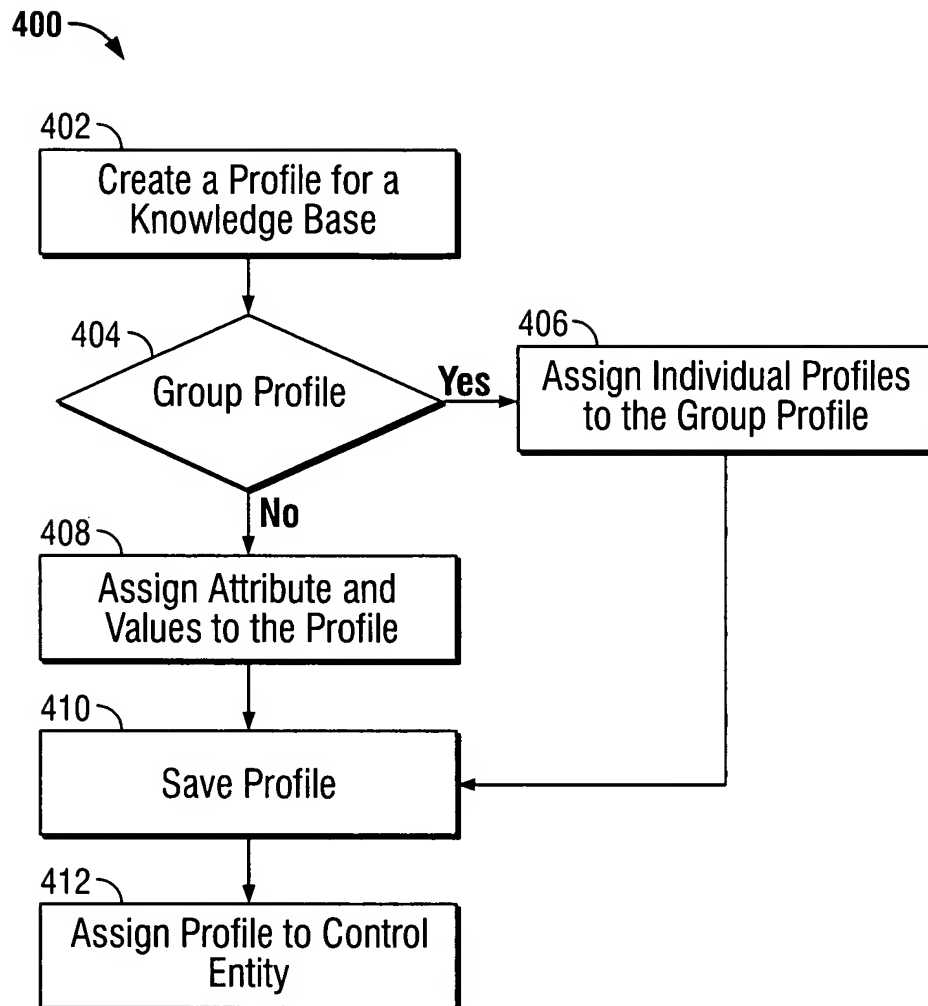 400
402
Create a Profile for a
Knowledge Base
404
Group Profile
Yes
406
Assign Individual Profiles
to the Group Profile
No
408
Assign Attribute and
Values to the Profile
410
Save Profile
412
Assign Profile to Control
Entity